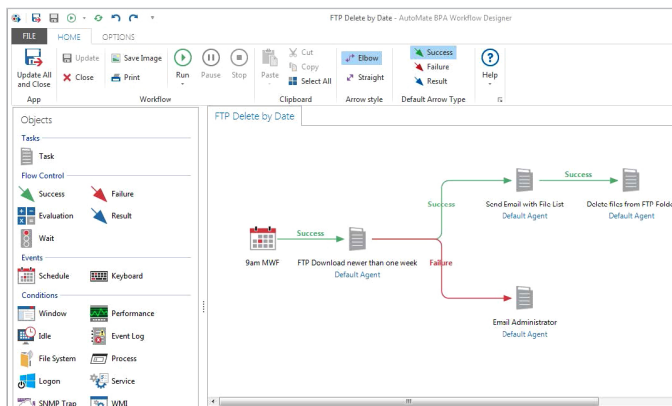 FTP Delete by Date - AutoMate BPA Workflow Designer
FILE HOME OPTIONS
Update All and Close
Update
Close
Save Image
Print
Run
Pause
Stop
Paste
Cut
Copy
Select All
Elbow
Straight
Success
Failure
Result
Help
App Workflow Clipboard Arrow style Default Arrow Type
Objects
Tasks
Task
Flow Control
Success Failure
Evaluation Result
Wait
Events
Schedule Keyboard
Conditions
Window Performance
Idle Event Log
File System Process
Logon Service
SNMP Trap WMI
FTP Delete by Date
Success
Success
Success
Send Email with File List
Default Agent
Delete files from FTP Folde
Default Agent
9am MWF
FTP Download newer than one week
Default Agent
Failure
Email Administrator
Default Agent